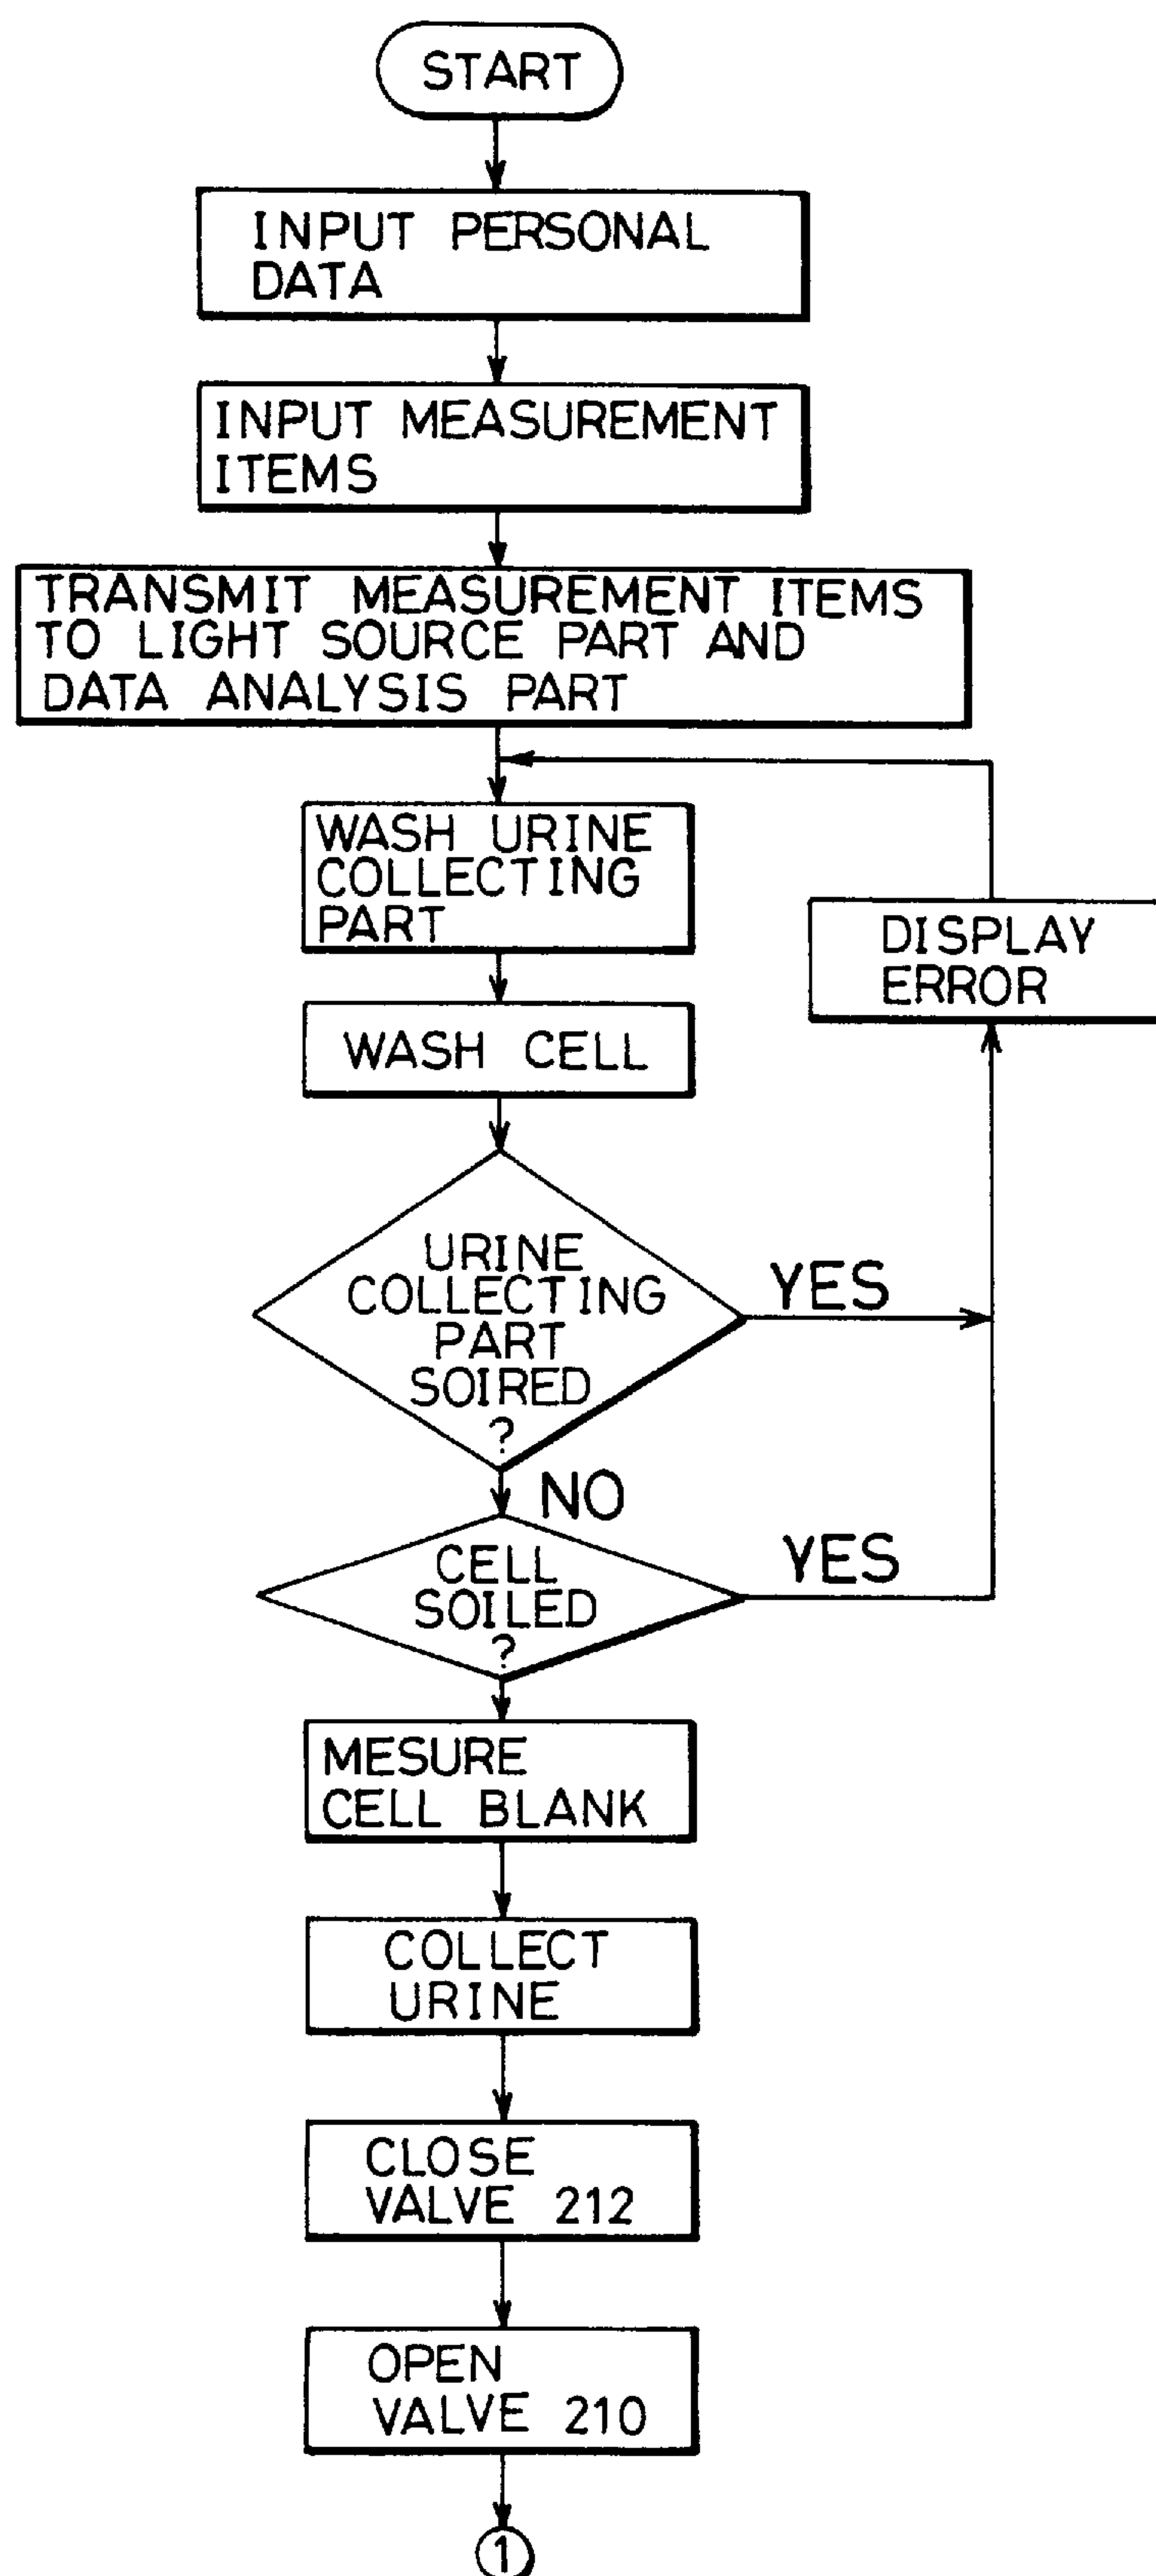 START
INPUT PERSONAL
DATA
INPUT MEASUREMENT
ITEMS
TRANSMIT MEASUREMENT ITEMS
TO LIGHT SOURCE PART AND
DATA ANALYSIS PART
WASH URINE
COLLECTING
PART
DISPLAY
ERROR
WASH CELL
URINE
COLLECTING
PART
SOIRED
?
YES
NO
CELL
SOILED
?
YES
MESURE
CELL BLANK
COLLECT
URINE
CLOSE
VALVE 212
OPEN
VALVE 210
1